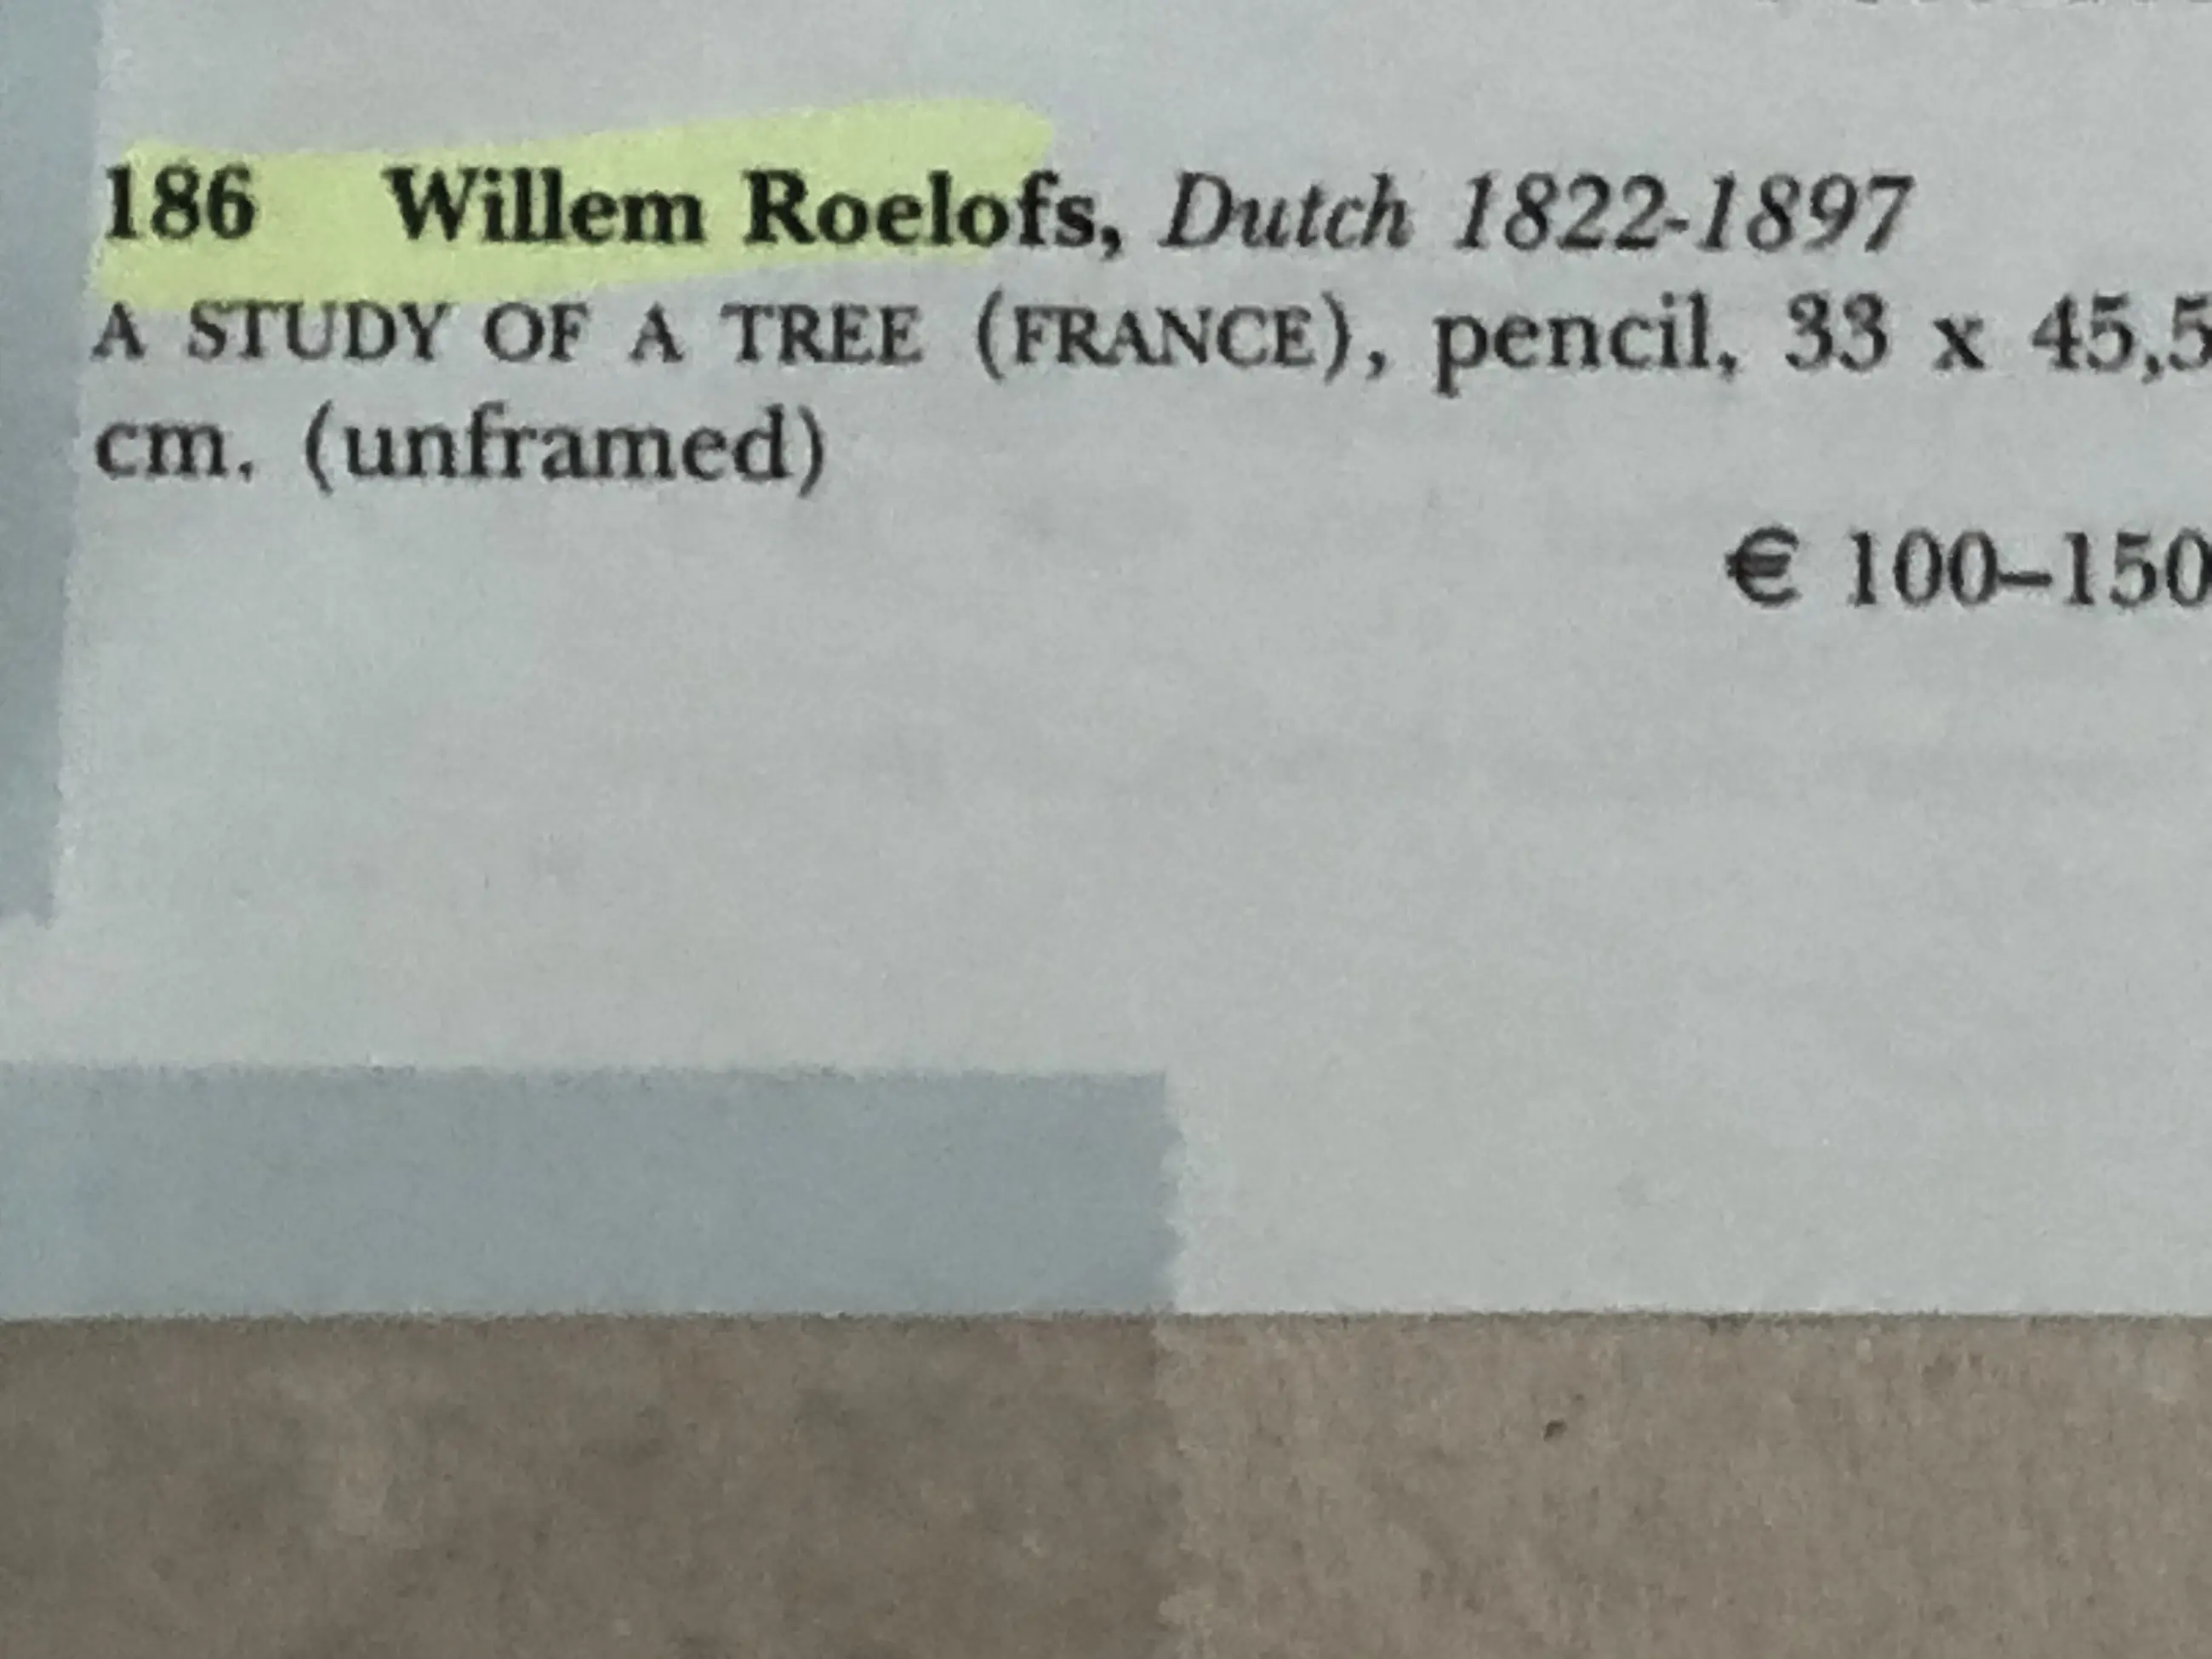 186 Willem Roelofs, Dutch 1822-1897
A STUDY OF A TREE (FRANCE), pencil, 33 x 45,5
cm. (unframed)
€ 100–150